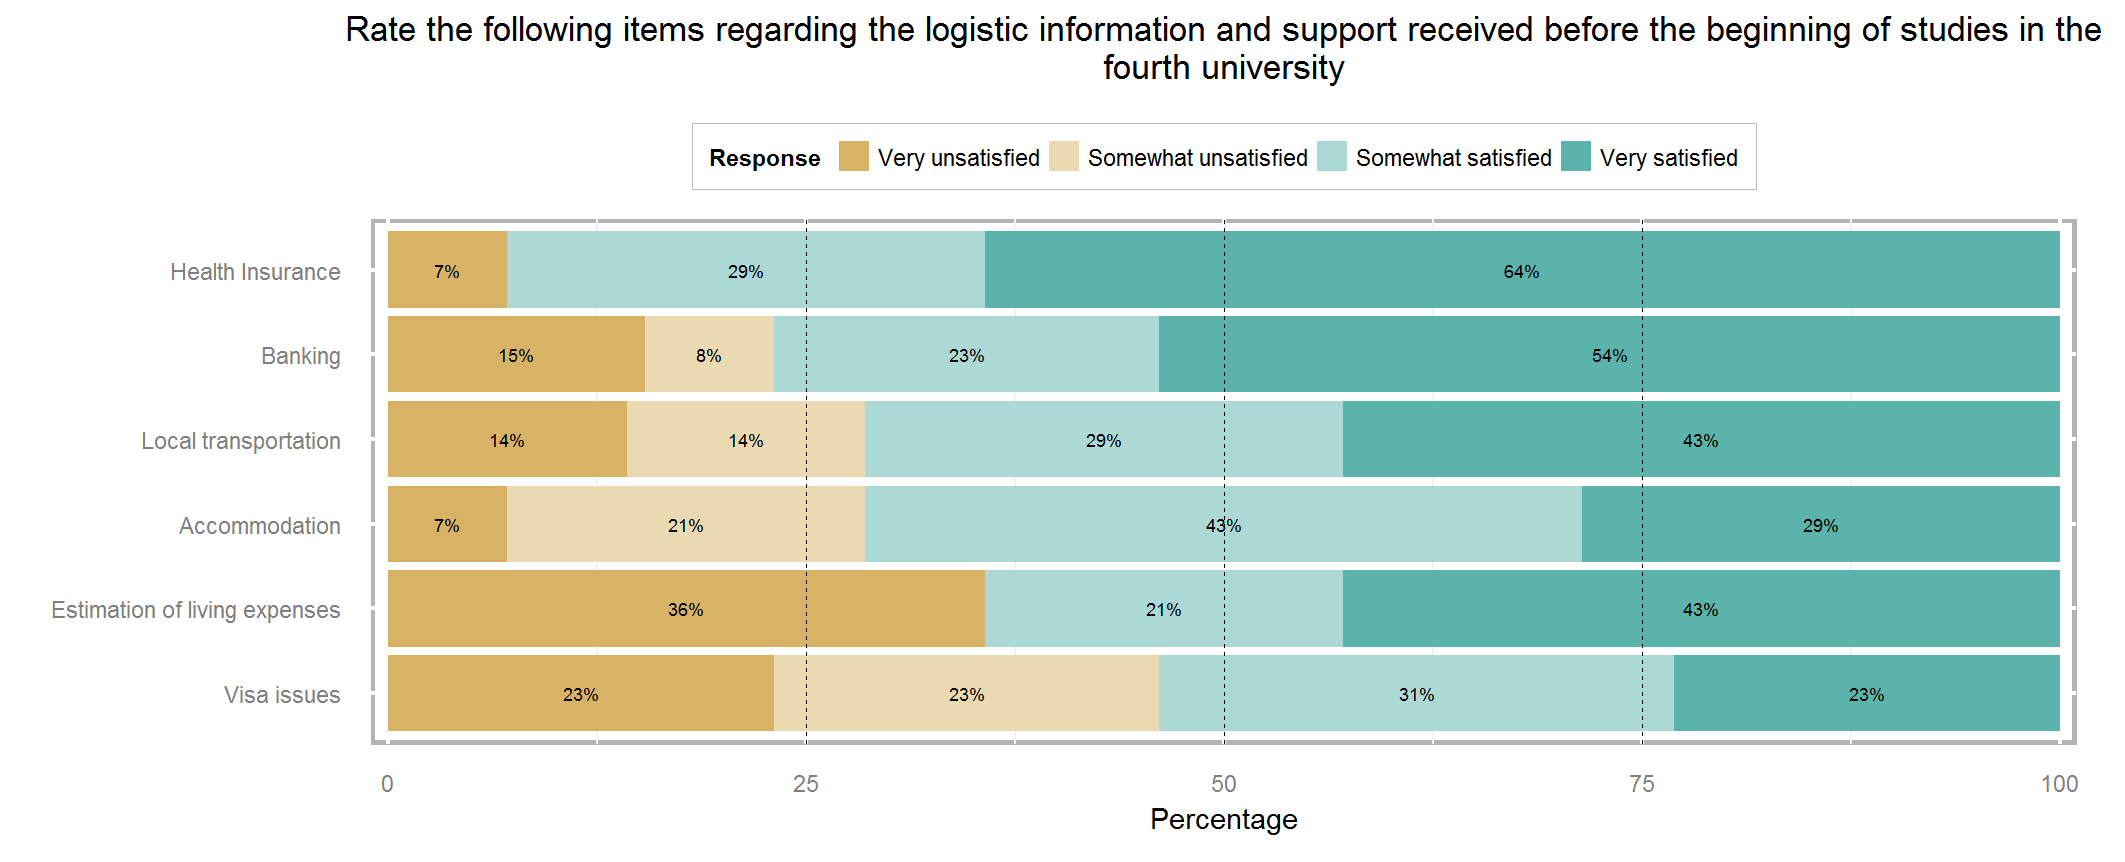 Rate the following items regarding the logistic information and support received before the beginning of studies in the
fourth university
Response Very unsatisfied Somewhat unsatisfied Somewhat satisfied Very satisfied
Health Insurance 7% 29% 64%
Banking 15% 8% 23% 54%
Local transportation 14% 14% 29% 43%
Accommodation 7% 21% 43% 29%
Estimation of living expenses 36% 21% 43%
Visa issues 23% 23% 31% 23%
0 25 50 75 100
Percentage